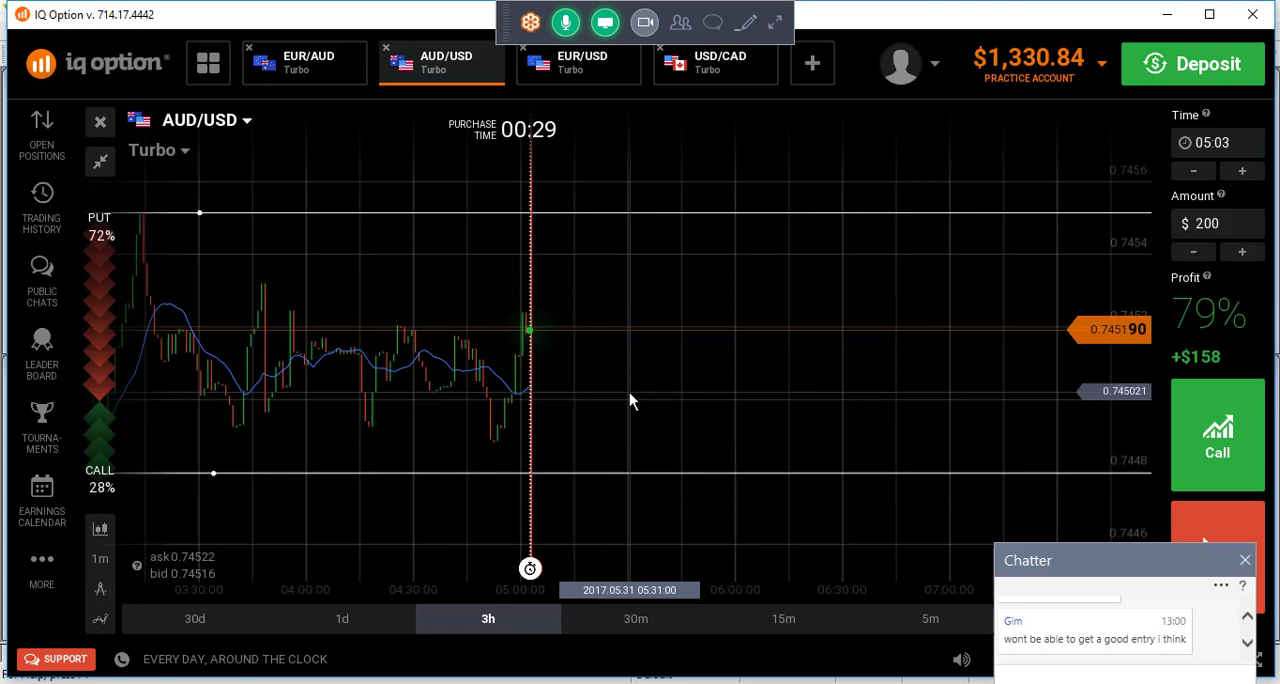 IQ Option v. 714.17.4442
iq option
EUR/AUD
Turbo
AUD/USD
Turbo
EUR/USD
Turbo
USD/CAD
Turbo
$1,330.84
PRACTICE ACCOUNT
Deposit
OPEN
POSITIONS
TRADING
HISTORY
PUBLIC
CHATS
LEADER
BOARD
TOURNA-
MENTS
EARNINGS
CALENDAR
MORE
AUD/USD
Turbo
PURCHASE
TIME
00:29
PUT
72%
CALL
28%
1m
ask 0.74522
bid 0.74516
0.7456
0.7454
0.7452
0.745190
0.745021
0.7448
0.7446
03:30:00
04:00:00
04:30:00
05:00:00
2017.05.31 05:31:00
06:00:00
06:30:00
07:00:00
30d
1d
3h
30m
15m
5m
Time
05:03
-
+
Amount
$ 200
-
+
Profit
79%
+$158
Call
Chatter
Gim
13:00
wont be able to get a good entry i think
SUPPORT
EVERY DAY, AROUND THE CLOCK